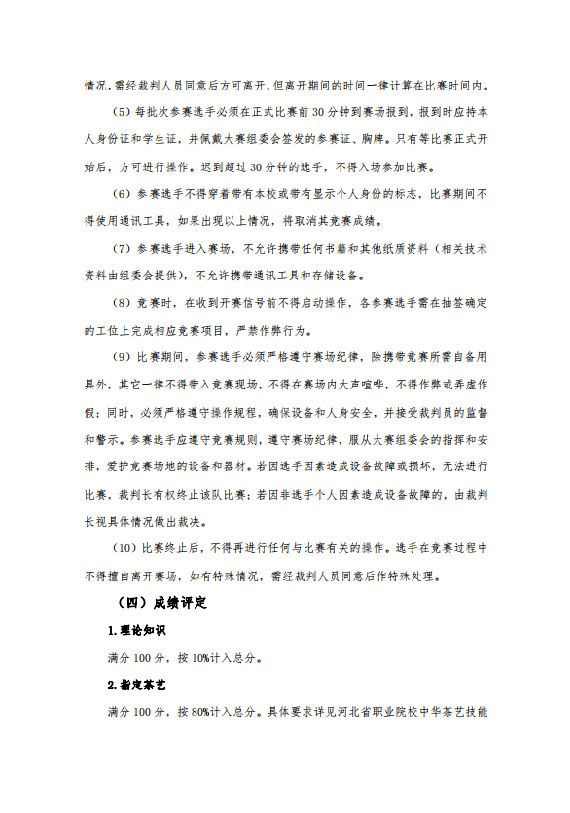 情况，需经裁判人员同意后方可离开，但离开期间的时间一律计算在比赛时间内。
（5）每批次参赛选手必须在正式比赛前 30 分钟到赛场报到，报到时应持本
人身份证和学生证，并佩戴大赛组委会签发的参赛证、胸牌。只有等比赛正式开
始后，方可进行操作。迟到超过 30 分钟的选手，不得入场参加比赛。
（6）参赛选手不得穿着带有本校或带有显示个人身份的标志，比赛期间不
得使用通讯工具，如果出现以上情况，将取消其竞赛成绩。
（7）参赛选手进入赛场，不允许携带任何书籍和其他纸质资料（相关技术
资料由组委会提供），不允许携带通讯工具和存储设备。
（8）竞赛时，在收到开赛信号前不得启动操作，各参赛选手需在抽签确定
的工位上完成相应竞赛项目，严禁作弊行为。
（9）比赛期间，参赛选手必须严格遵守赛场纪律，除携带竞赛所需自备用
具外，其它一律不得带入竞赛现场，不得在赛场内大声喧哗，不得作弊或弄虚作
假；同时，必须严格遵守操作规程，确保设备和人身安全，并接受裁判员的监督
和警示。参赛选手应遵守竞赛规则，遵守赛场纪律，服从大赛组委会的指挥和安
排，爱护竞赛场地的设备和器材。若因选手因素造成设备故障或损坏，无法进行
比赛，裁判长有权终止该队比赛；若因非选手个人因素造成设备故障的，由裁判
长视具体情况做出裁决。
（10）比赛终止后，不得再进行任何与比赛有关的操作。选手在竞赛过程中
不得擅自离开赛场，如有特殊情况，需经裁判人员同意后作特殊处理。
（四）成绩评定
1.理论知识
满分 100 分，按 10%计入总分。
2.指定茶艺
满分 100 分，按 80%计入总分。具体要求详见河北省职业院校中华茶艺技能